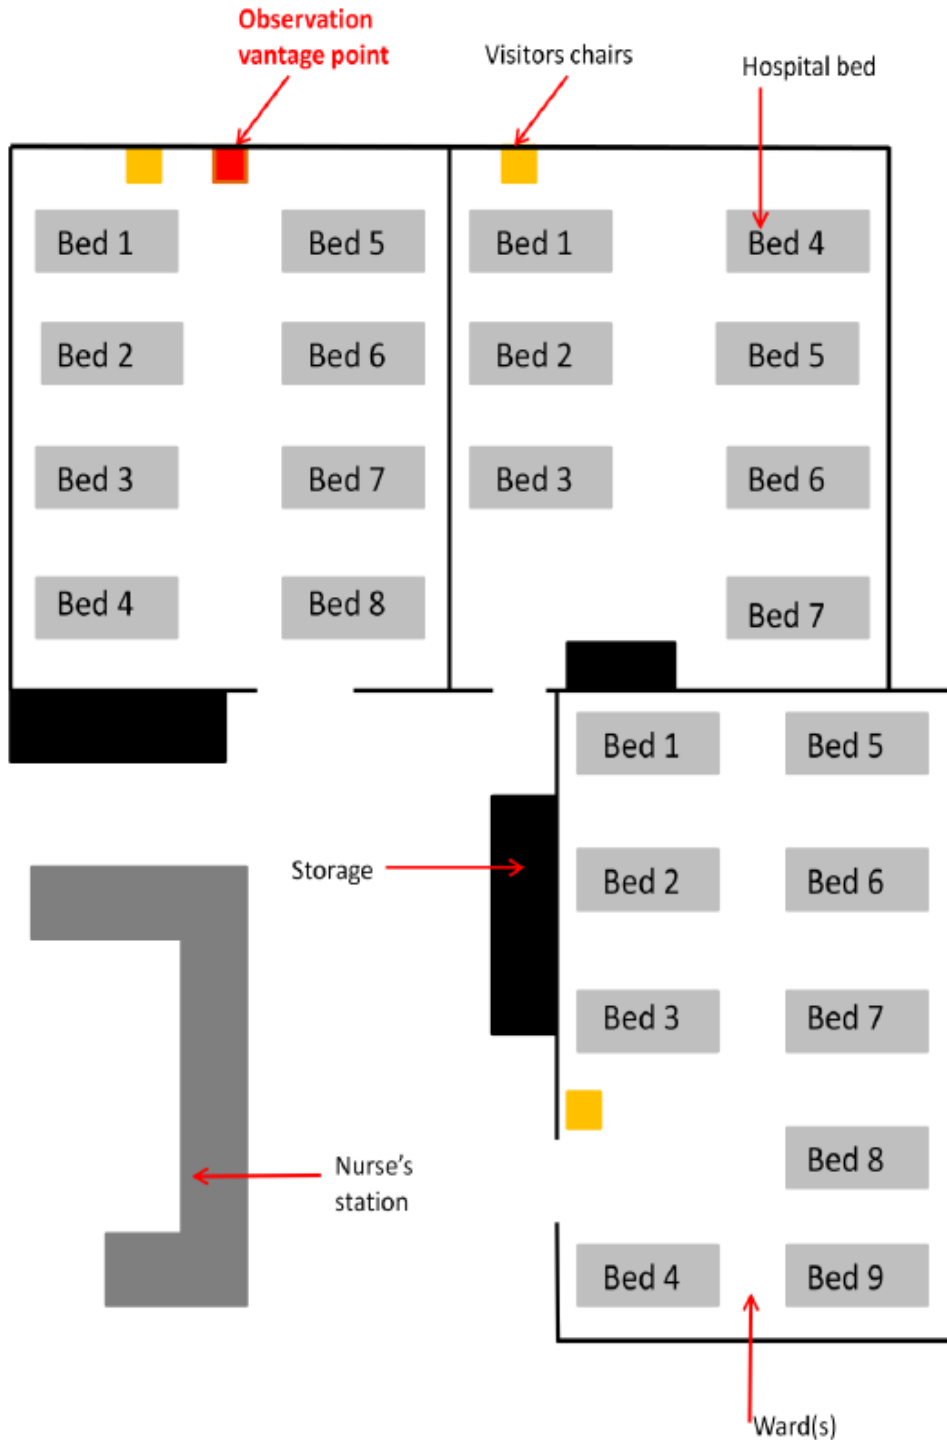 Observation
vantage point
Visitors chairs
Hospital bed
Bed 1
Bed 5
Bed 2
Bed 6
Bed 3
Bed 7
Bed 4
Bed 8
Bed 1
Bed 4
Bed 2
Bed 5
Bed 3
Bed 6
Bed 7
Bed 1
Bed 5
Bed 2
Bed 6
Bed 3
Bed 7
Bed 8
Bed 4
Bed 9
Storage
Nurse's
station
Ward(s)